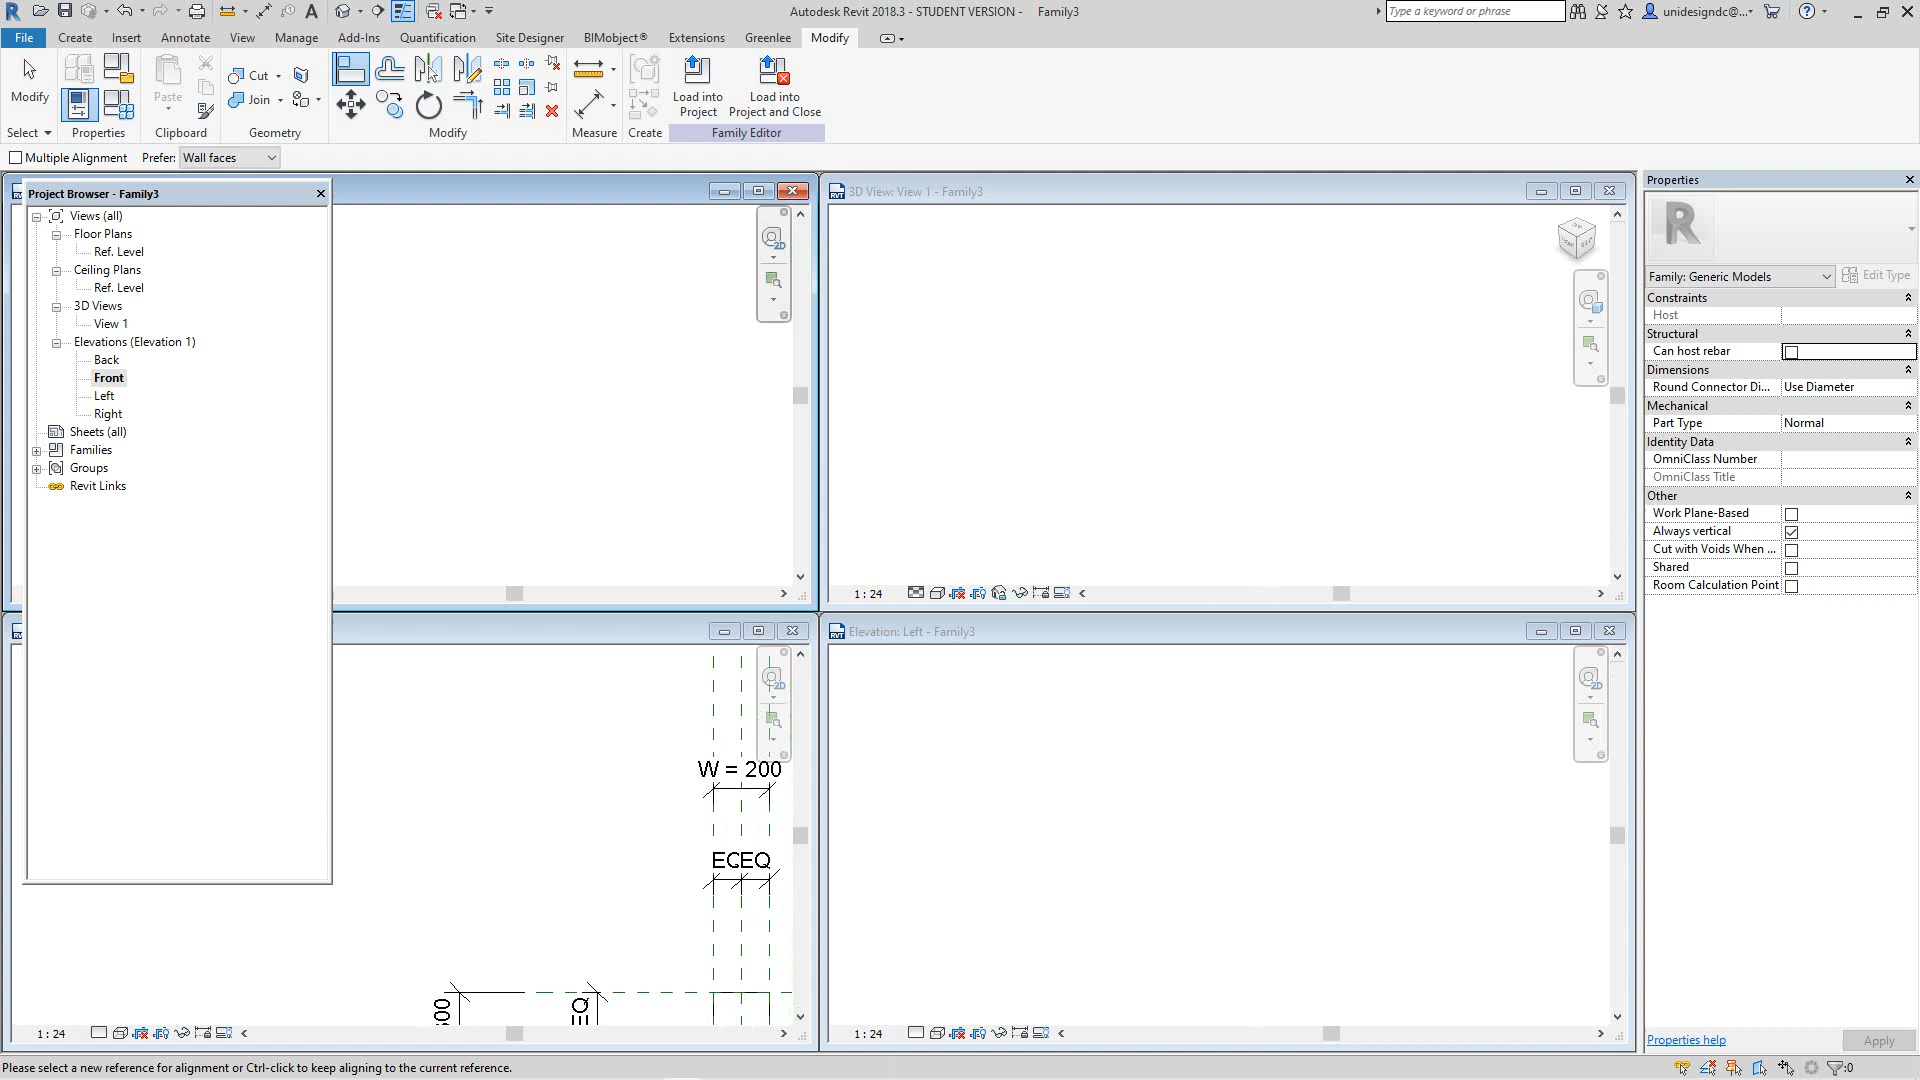 Autodesk Revit 2018.3 - STUDENT VERSION - Family3
Type a keyword or phrase
unidesigndc@...
File Create Insert Annotate View Manage Add-Ins Quantification Site Designer BIMobject® Extensions Greenlee Modify
Modify
Paste
Cut
Join
Load into Project
Load into Project and Close
Select Properties Clipboard Geometry Modify Measure Create Family Editor
Multiple Alignment Prefer: Wall faces
Project Browser - Family3
Views (all)
Floor Plans
Ref. Level
Ceiling Plans
Ref. Level
3D Views
View 1
Elevations (Elevation 1)
Back
Front
Left
Right
Sheets (all)
Families
Groups
Revit Links
2D
3D View: View 1 - Family3
1 : 24
2D
W = 200
EQEQ
EQ
1 : 24
Elevation: Left - Family3
2D
1 : 24
Properties
R
Family: Generic Models Edit Type
Constraints
Host
Structural
Can host rebar
Dimensions
Round Connector Di... Use Diameter
Mechanical
Part Type Normal
Identity Data
OmniClass Number
OmniClass Title
Other
Work Plane-Based
Always vertical
Cut with Voids When ...
Shared
Room Calculation Point
Properties help Apply
Please select a new reference for alignment or Ctrl-click to keep aligning to the current reference.
:0